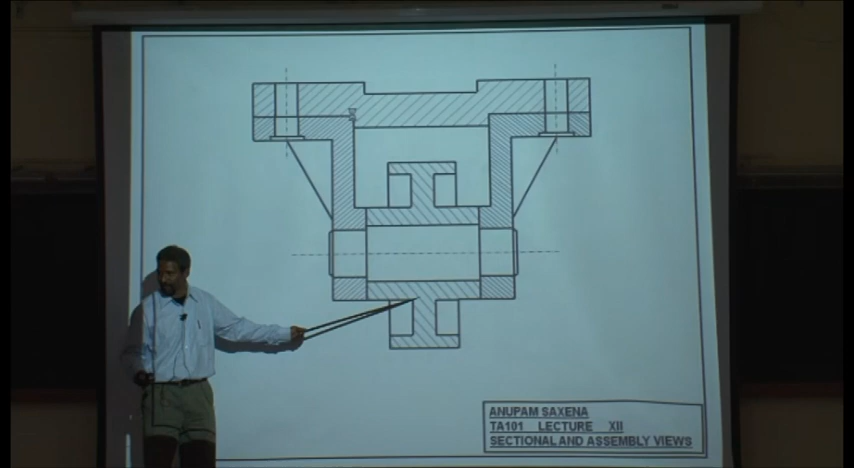 ANUPAM SAXENA
TA101 LECTURE XII
SECTIONAL AND ASSEMBLY VIEWS